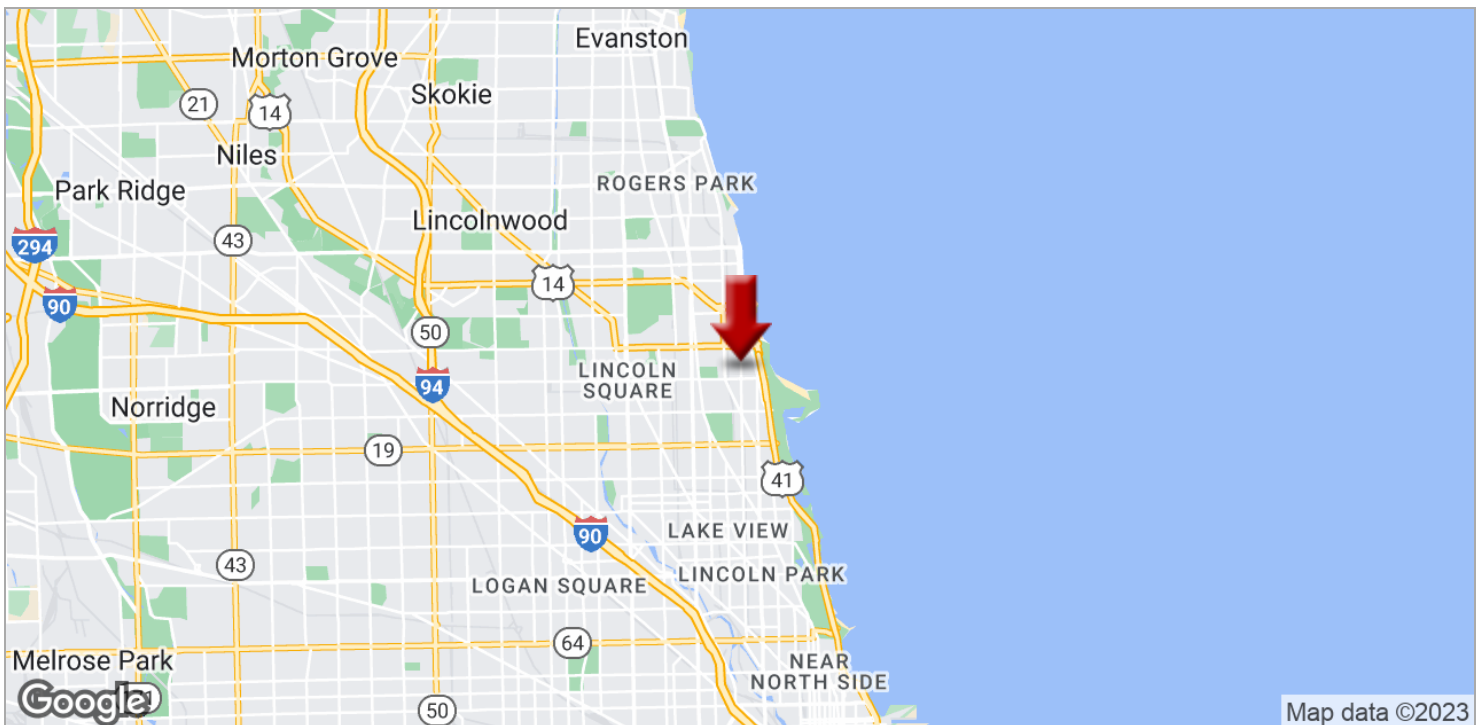 Evanston
Morton Grove
Skokie
21
14
Niles
ROGERS PARK
Park Ridge
Lincolnwood
43
294
14
90
50
LINCOLN
SQUARE
94
Norridge
19
41
LAKE VIEW
90
43
LINCOLN PARK
LOGAN SQUARE
64
Melrose Park
NEAR
NORTH SIDE
Google
50
Map data ©2023